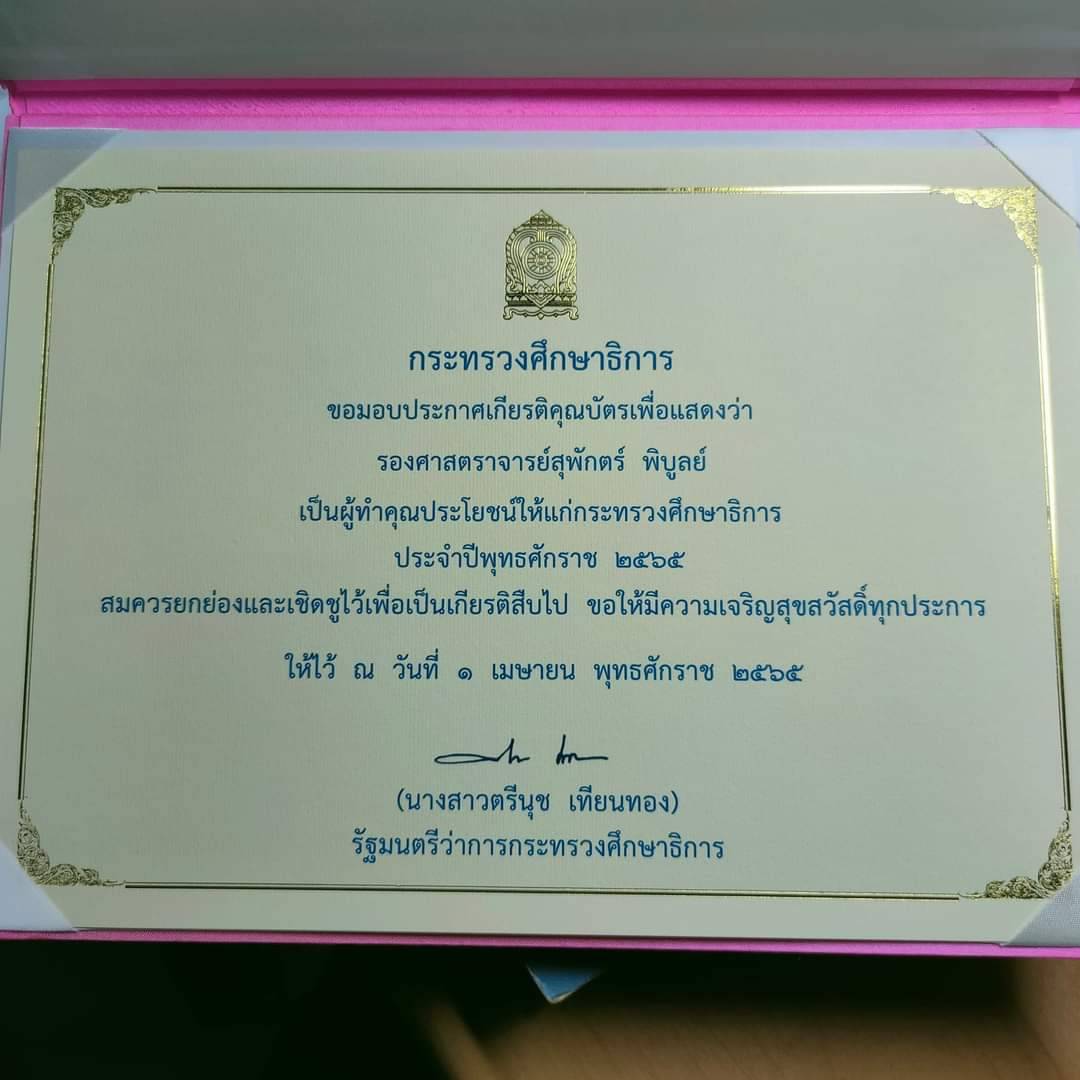 กระทรวงศึกษาธิการ
ขอมอบประกาศเกียรติคุณบัตรเพื่อแสดงว่า
รองศาสตราจารย์สุพักตร์ พิบูลย์
เป็นผู้ทำคุณประโยชน์ให้แก่กระทรวงศึกษาธิการ
ประจำปีพุทธศักราช ๒๕๖๕
สมควรยกย่องและเชิดชูไว้เพื่อเป็นเกียรติสืบไป ขอให้มีความเจริญสุขสวัสดิ์ทุกประการ
ให้ไว้ ณ วันที่ ๑ เมษายน พุทธศักราช ๒๕๖๕
(นางสาวตรีนุช เทียนทอง)
รัฐมนตรีว่าการกระทรวงศึกษาธิการ